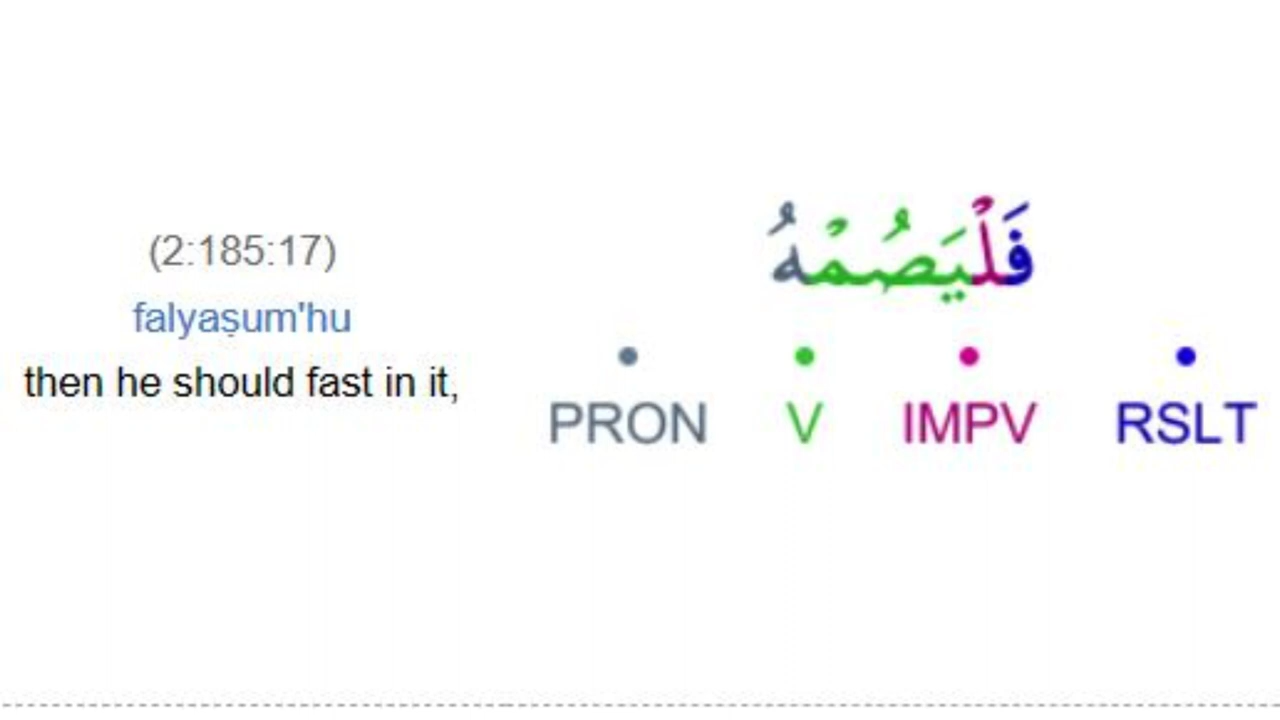 (2:185:17)
falyaṣum'hu
then he should fast in it,
فَلْيَصُمْهُ
PRON V IMPV RSLT